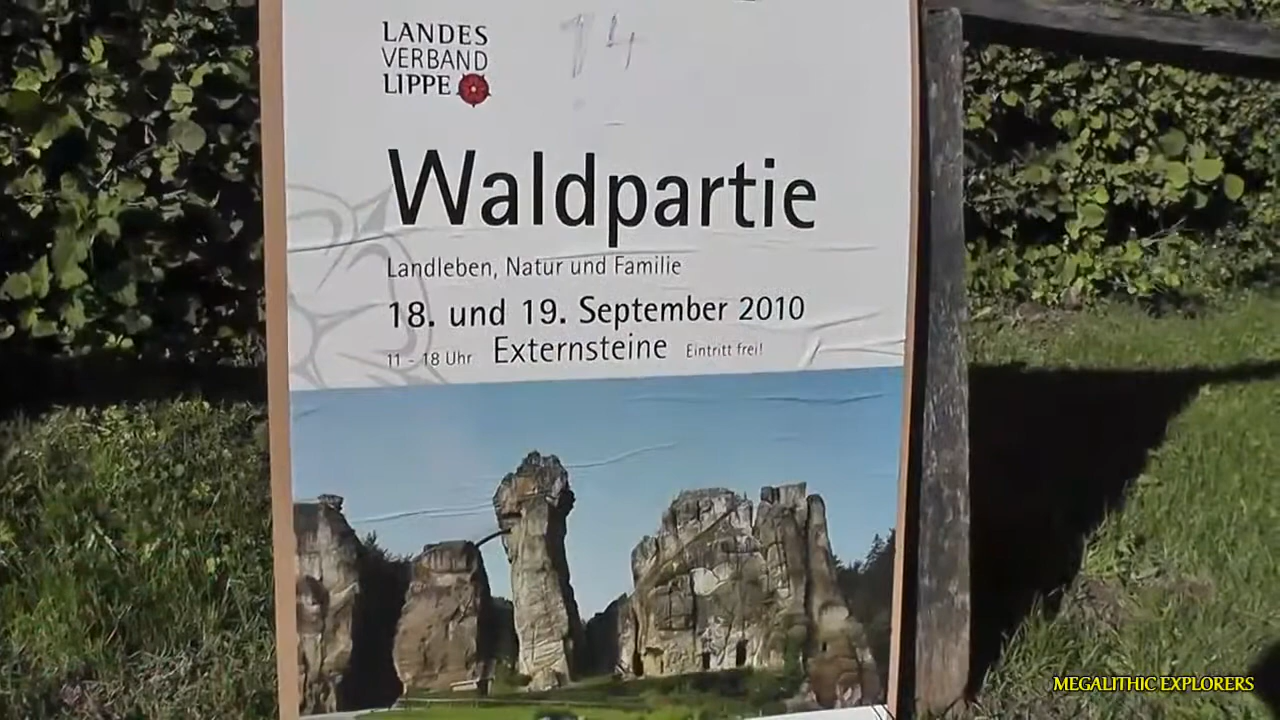 LANDES
VERBAND
LIPPE
14
Waldpartie
Landleben, Natur und Familie
18. und 19. September 2010
11 - 18 Uhr Externsteine Eintritt frei!
MEGALITHIC EXPLORERS